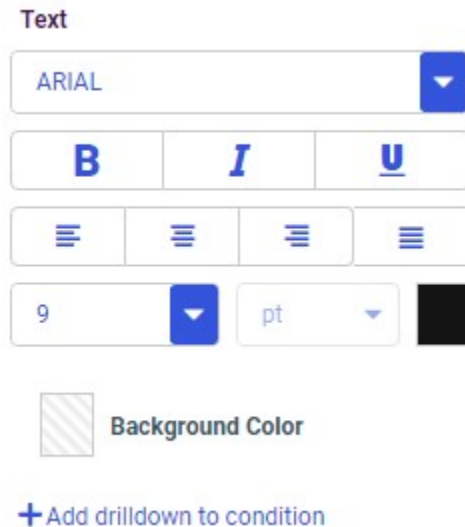 Text
ARIAL
B I U
9 pt
Background Color
+Add drilldown to condition